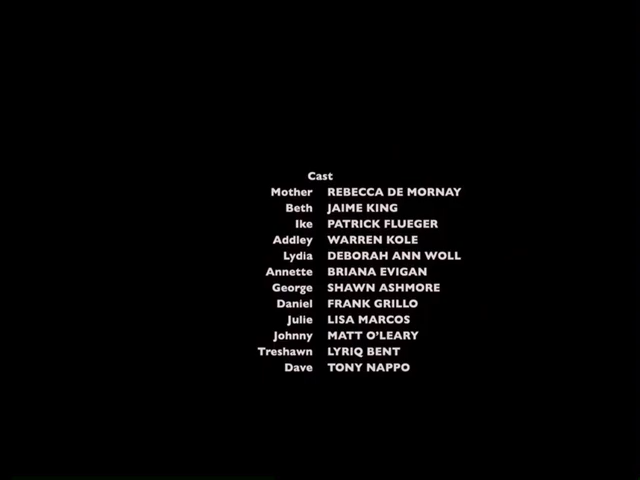 Cast
Mother REBECCA DE MORNAY
Beth JAIME KING
Ike PATRICK FLUEGER
Addley WARREN KOLE
Lydia DEBORAH ANN WOLL
Annette BRIANA EVIGAN
George SHAWN ASHMORE
Daniel FRANK GRILLO
Julie LISA MARCOS
Johnny MATT O'LEARY
Treshawn LYRIQ BENT
Dave TONY NAPPO